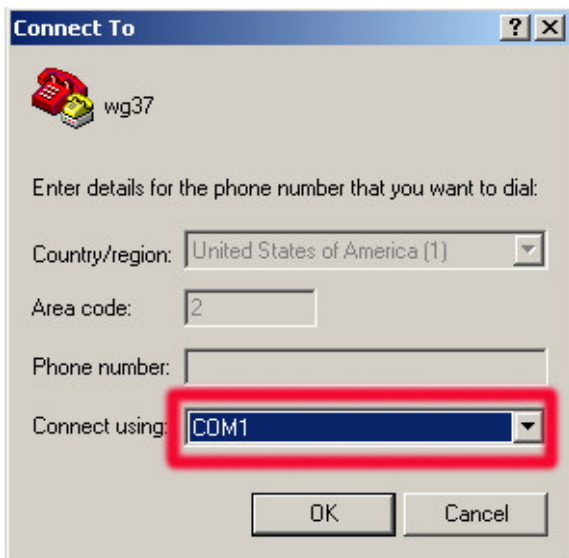 Connect To
wg37
Enter details for the phone number that you want to dial:
Country/region: United States of America (1)
Area code: 2
Phone number:
Connect using: COM1
OK Cancel